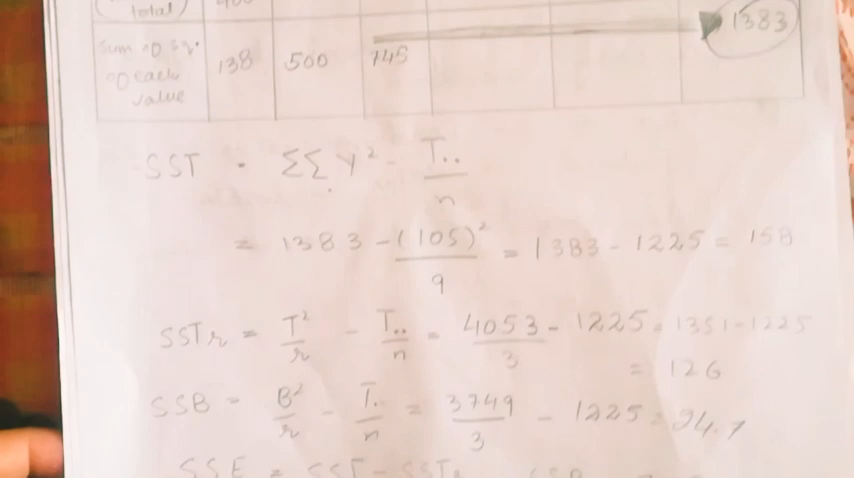 total)
Sum of sq. of each value 138 500 745 1383
SST = ΣΣ Y² - T.. / n
= 1383 - (105)² / 9 = 1383 - 1225 = 158
SSTr = T² / r - T.. / n = 4053 / 3 - 1225 = 1351 - 1225
= 126
SSB = B² / r - T. / n = 3749 / 3 - 1225 = 24.7
SSE = SST - SSTr